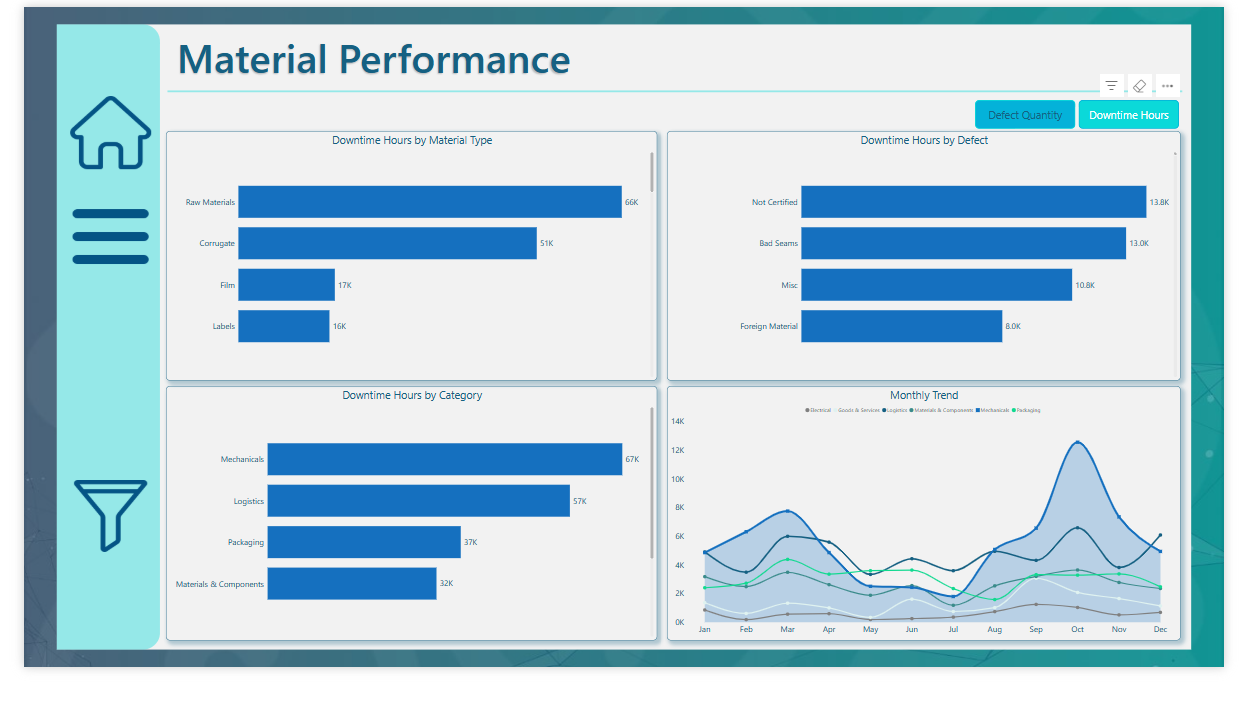 Material Performance
Defect Quantity
Downtime Hours
Downtime Hours by Material Type
Raw Materials 66K
Corrugate 51K
Film 17K
Labels 16K
Downtime Hours by Defect
Not Certified 13.8K
Bad Seams 13.0K
Misc 10.8K
Foreign Material 8.0K
Downtime Hours by Category
Mechanicals 67K
Logistics 57K
Packaging 37K
Materials & Components 32K
Monthly Trend
Electrical Goods & Services Logistics Materials & Components Mechanicals Packaging
14K
12K
10K
8K
6K
4K
2K
0K
Jan Feb Mar Apr May Jun Jul Aug Sep Oct Nov Dec